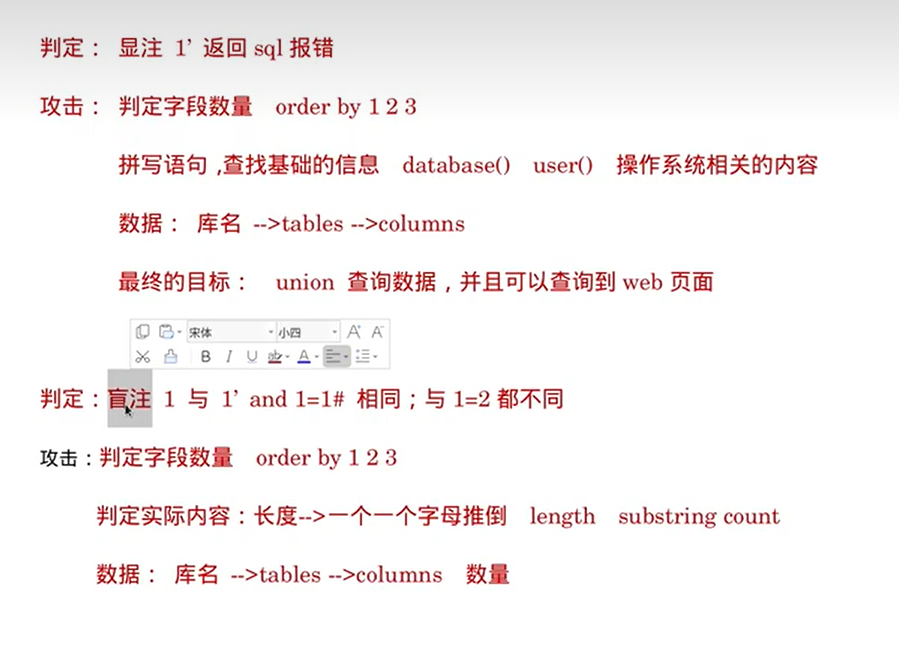 判定： 显注 1’ 返回 sql 报错
攻击： 判定字段数量 order by 1 2 3
拼写语句 ,查找基础的信息 database() user() 操作系统相关的内容
数据： 库名 -->tables -->columns
最终的目标： union 查询数据，并且可以查询到 web 页面
宋体 小四 A A
B I U ab A
判定：盲注 1 与 1’ and 1=1# 相同；与 1=2 都不同
攻击：判定字段数量 order by 1 2 3
判定实际内容：长度-->一个一个字母推倒 length substring count
数据： 库名 -->tables -->columns 数量